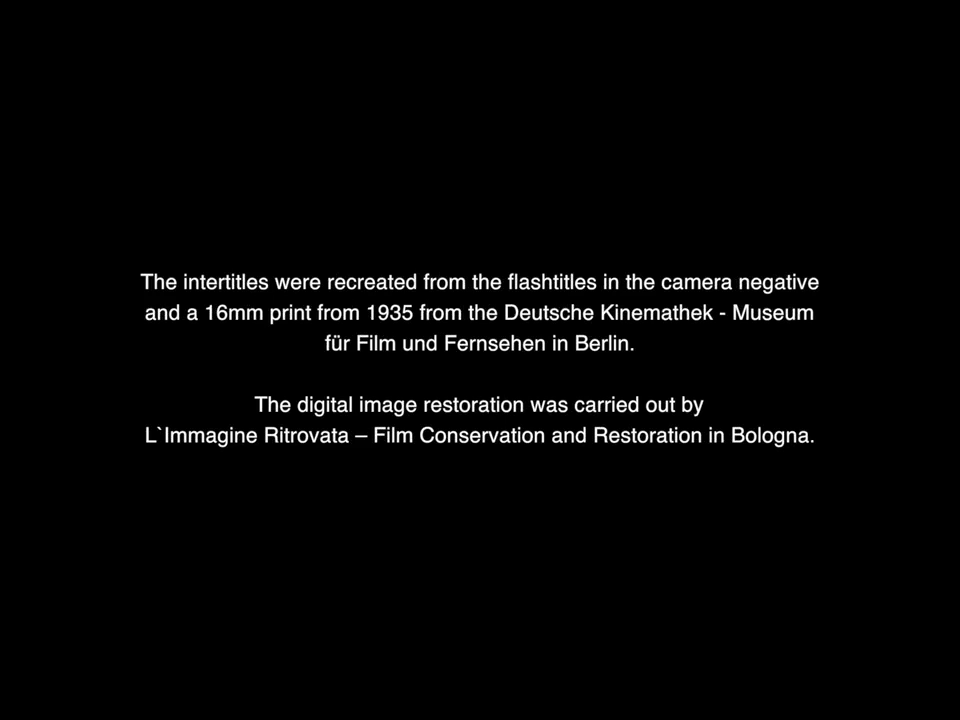 The intertitles were recreated from the flashtitles in the camera negative
and a 16mm print from 1935 from the Deutsche Kinemathek - Museum
für Film und Fernsehen in Berlin.
The digital image restoration was carried out by
L`Immagine Ritrovata – Film Conservation and Restoration in Bologna.